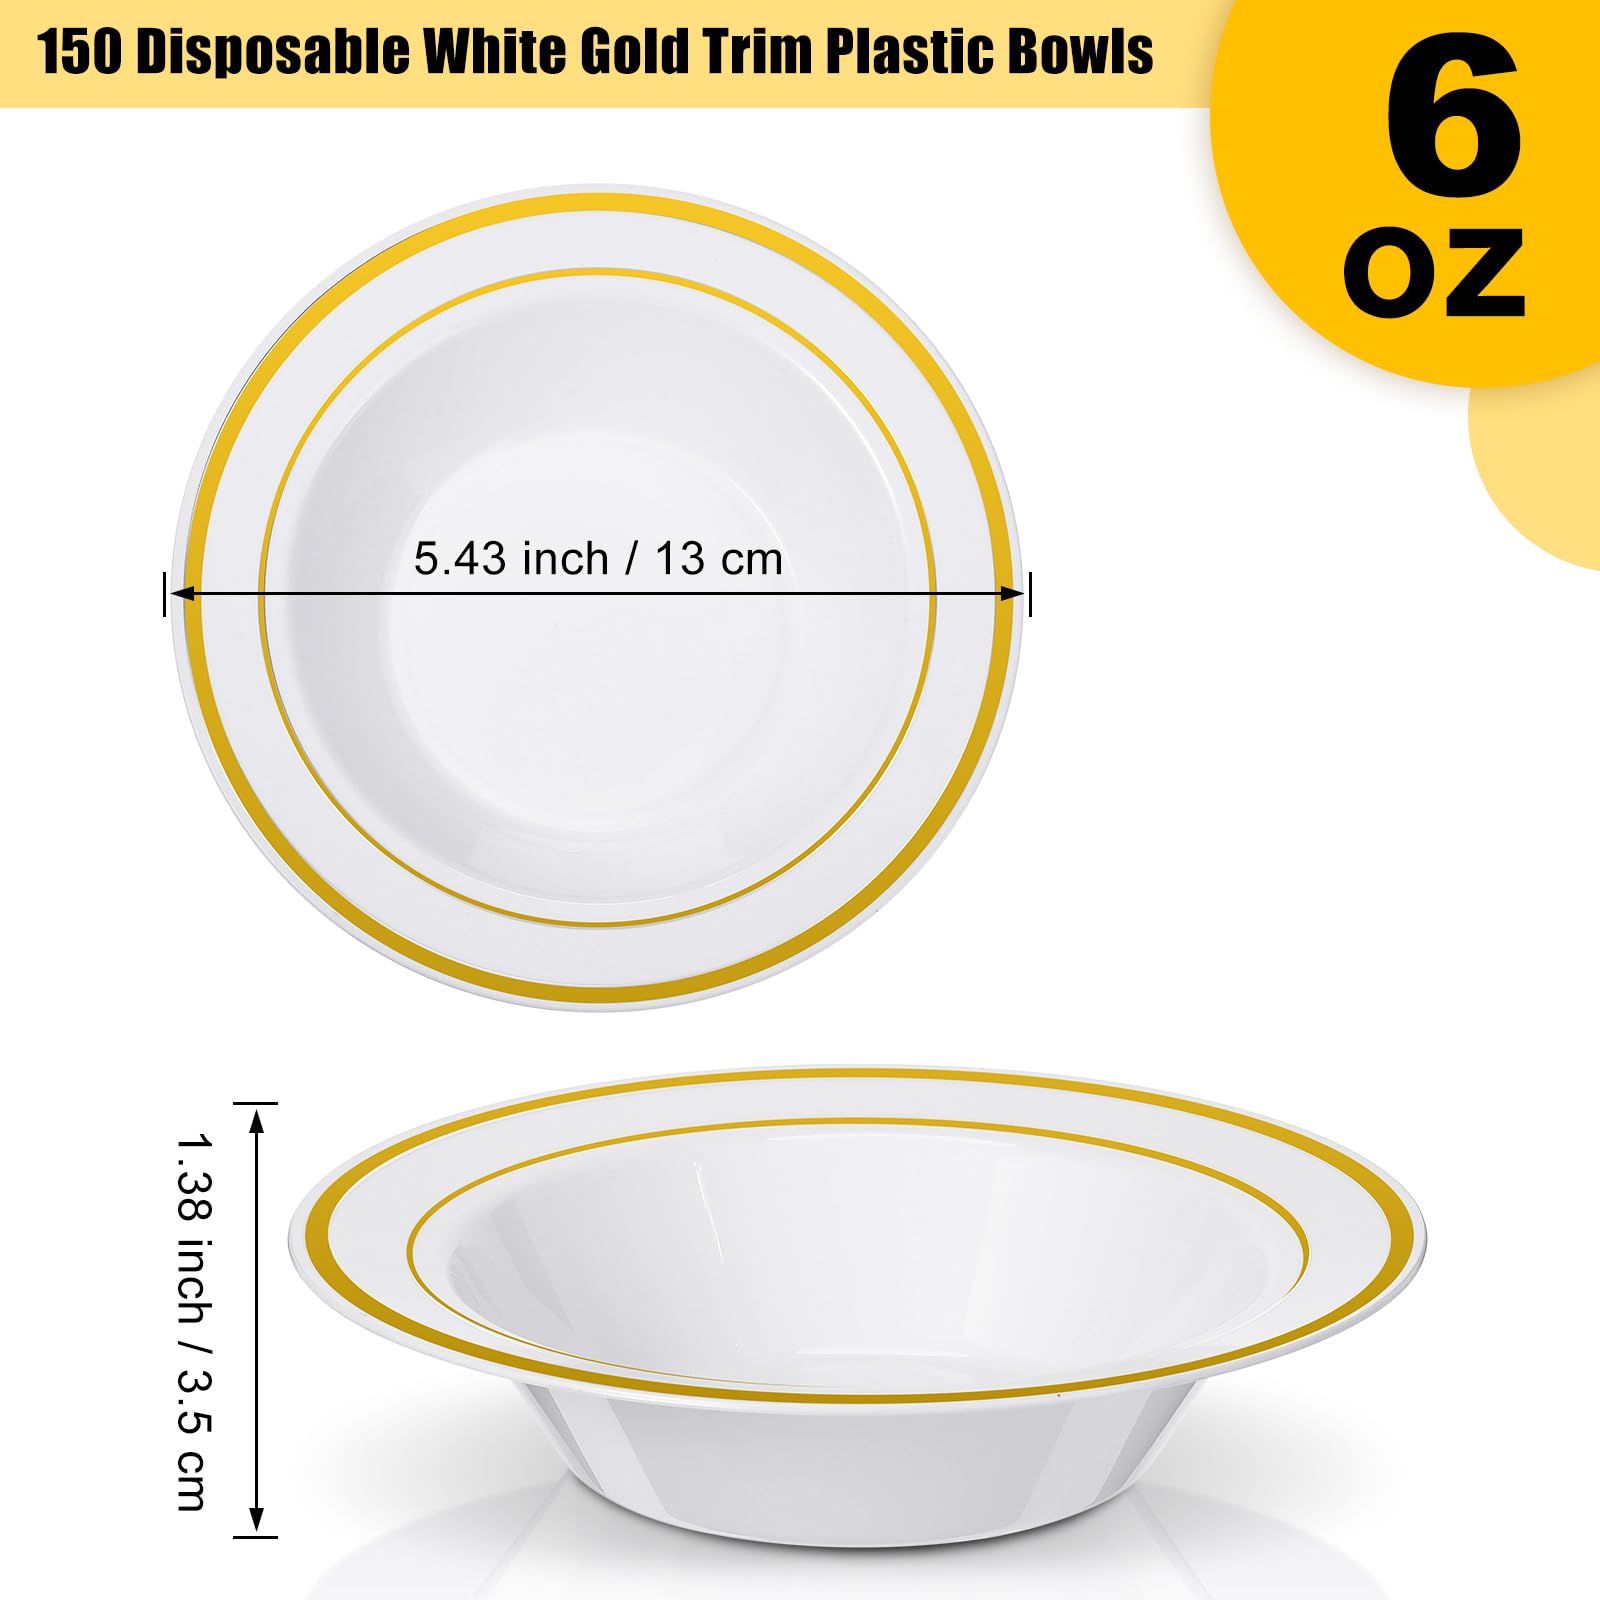 150 Disposable White Gold Trim Plastic Bowls
6
oz
5.43 inch / 13 cm
1.38 inch / 3.5 cm